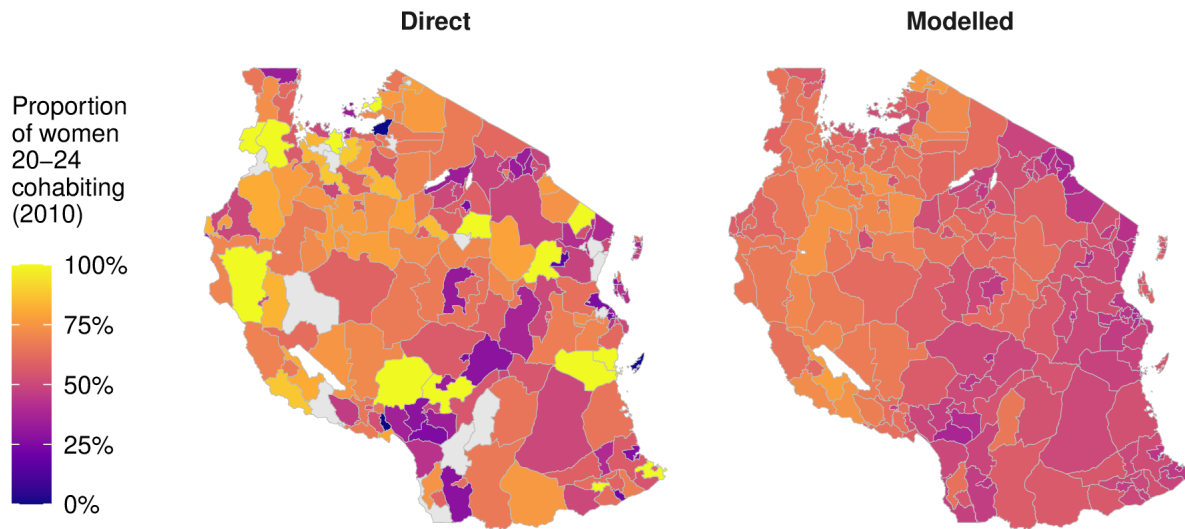 Direct
Modelled
Proportion
of women
20−24
cohabiting
(2010)
100%
75%
50%
25%
0%